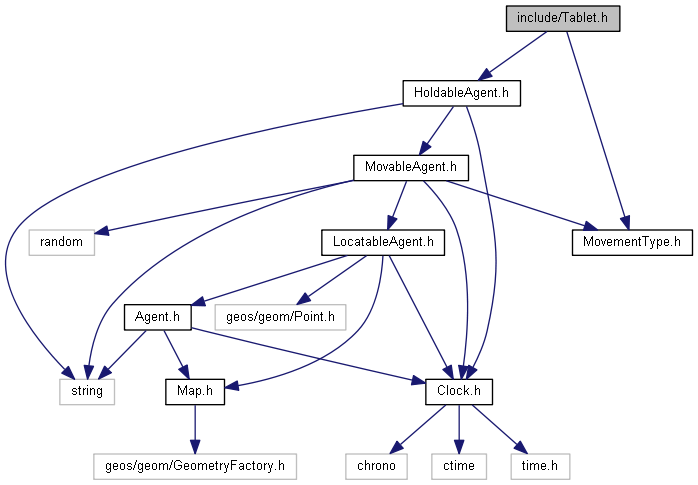 include/Tablet.h
HoldableAgent.h
MovableAgent.h
random
LocatableAgent.h
MovementType.h
Agent.h
geos/geom/Point.h
string
Map.h
Clock.h
geos/geom/GeometryFactory.h
chrono
ctime
time.h